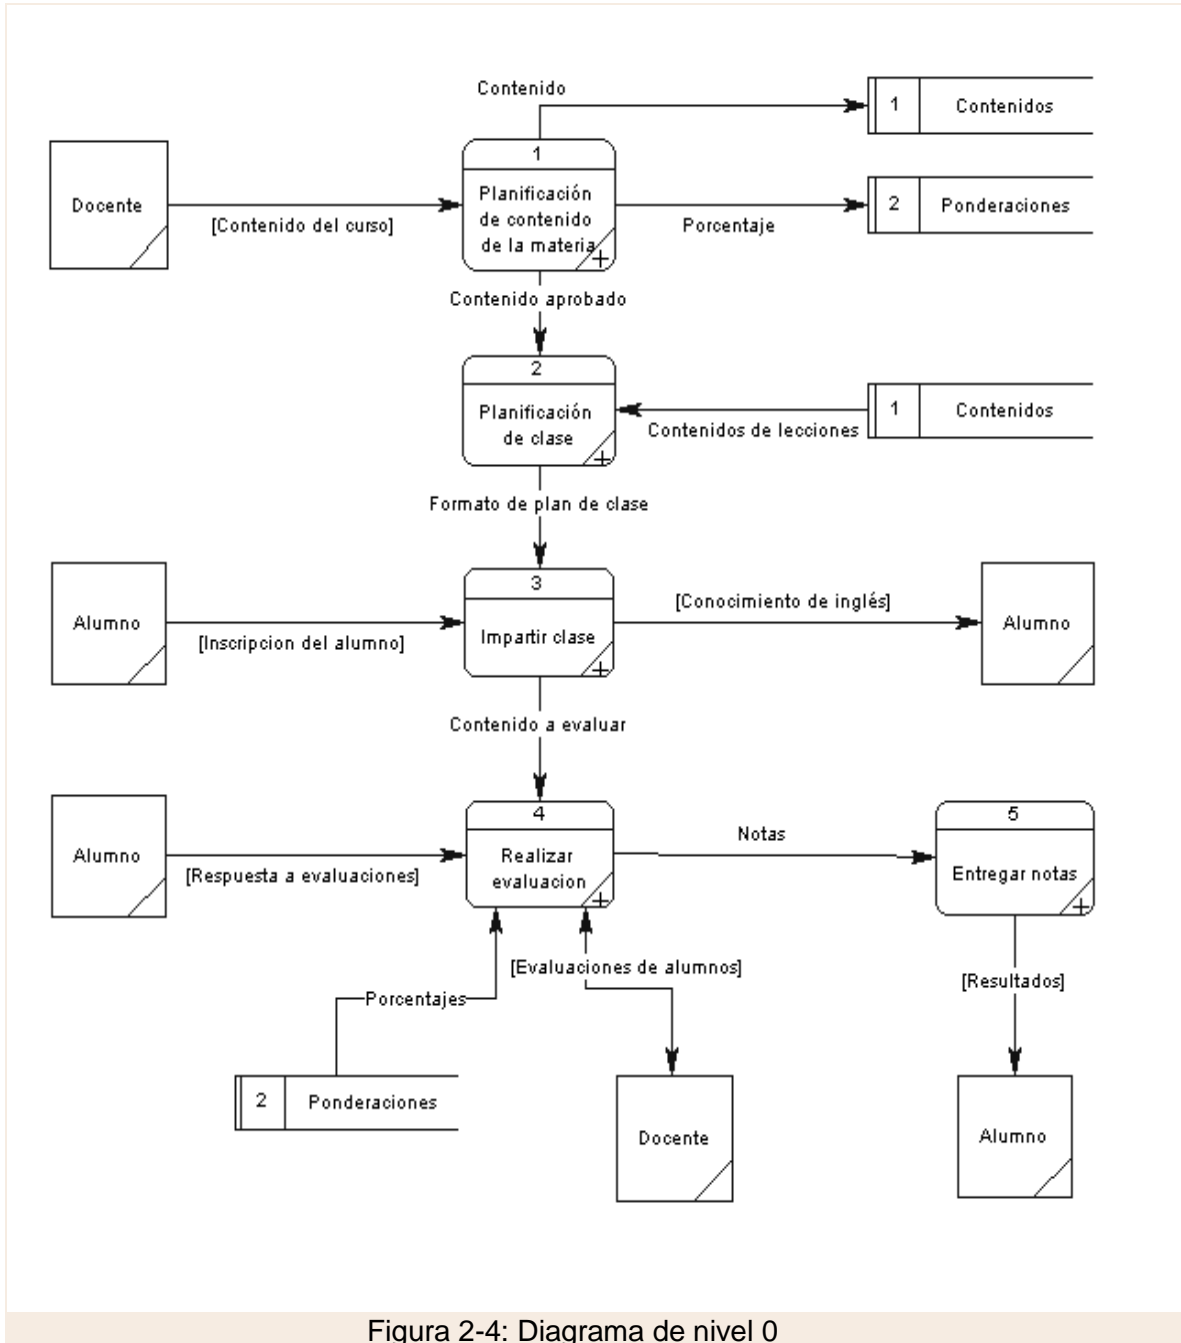 Contenido
1
Contenidos
1
Docente
[Contenido del curso]
Planificación
de contenido
de la materia
Porcentaje
2
Ponderaciones
Contenido aprobado
2
Planificación
de clase
Contenidos de lecciones
1
Contenidos
Formato de plan de clase
3
Alumno
[Inscripcion del alumno]
Impartir clase
[Conocimiento de inglés]
Alumno
Contenido a evaluar
4
Alumno
[Respuesta a evaluaciones]
Realizar
evaluacion
Notas
5
Entregar notas
[Evaluaciones de alumnos]
[Resultados]
Porcentajes
2
Ponderaciones
Docente
Alumno
Figura 2-4: Diagrama de nivel 0